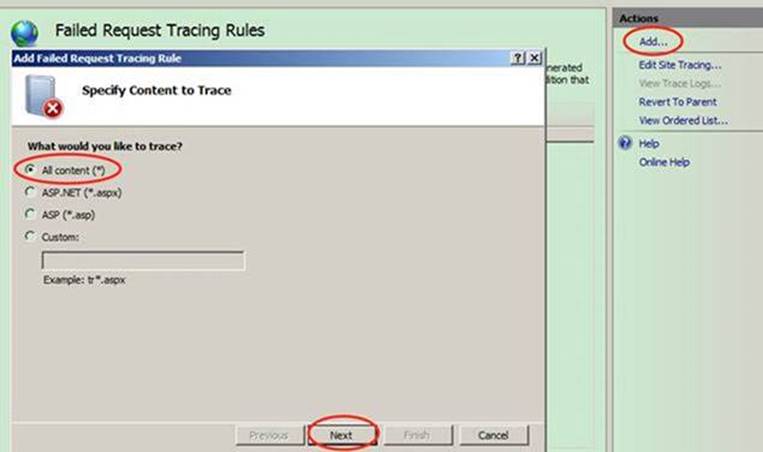 Failed Request Tracing Rules
Add Failed Request Tracing Rule
Specify Content to Trace
nerated
dition that
What would you like to trace?
All content (*)
ASP.NET (*.aspx)
ASP (*.asp)
Custom:
Example: tr*.aspx
Previous
Next
Finish
Cancel
Actions
Add...
Edit Site Tracing...
View Trace Logs...
Revert To Parent
View Ordered List...
Help
Online Help